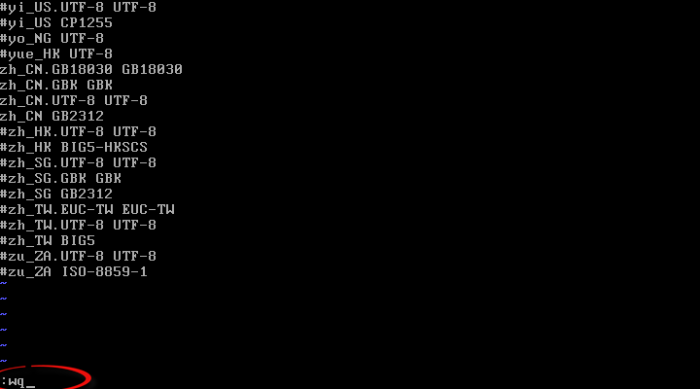 #yi_US.UTF-8 UTF-8
#yi_US CP1255
#yo_NG UTF-8
#yue_HK UTF-8
zh_CN.GB18030 GB18030
zh_CN.GBK GBK
zh_CN.UTF-8 UTF-8
zh_CN GB2312
#zh_HK.UTF-8 UTF-8
#zh_HK BIG5-HKSCS
#zh_SG.UTF-8 UTF-8
#zh_SG.GBK GBK
#zh_SG GB2312
#zh_TW.EUC-TW EUC-TW
#zh_TW.UTF-8 UTF-8
#zh_TW BIG5
#zu_ZA.UTF-8 UTF-8
#zu_ZA ISO-8859-1
~
~
~
~
~
~
:wq_